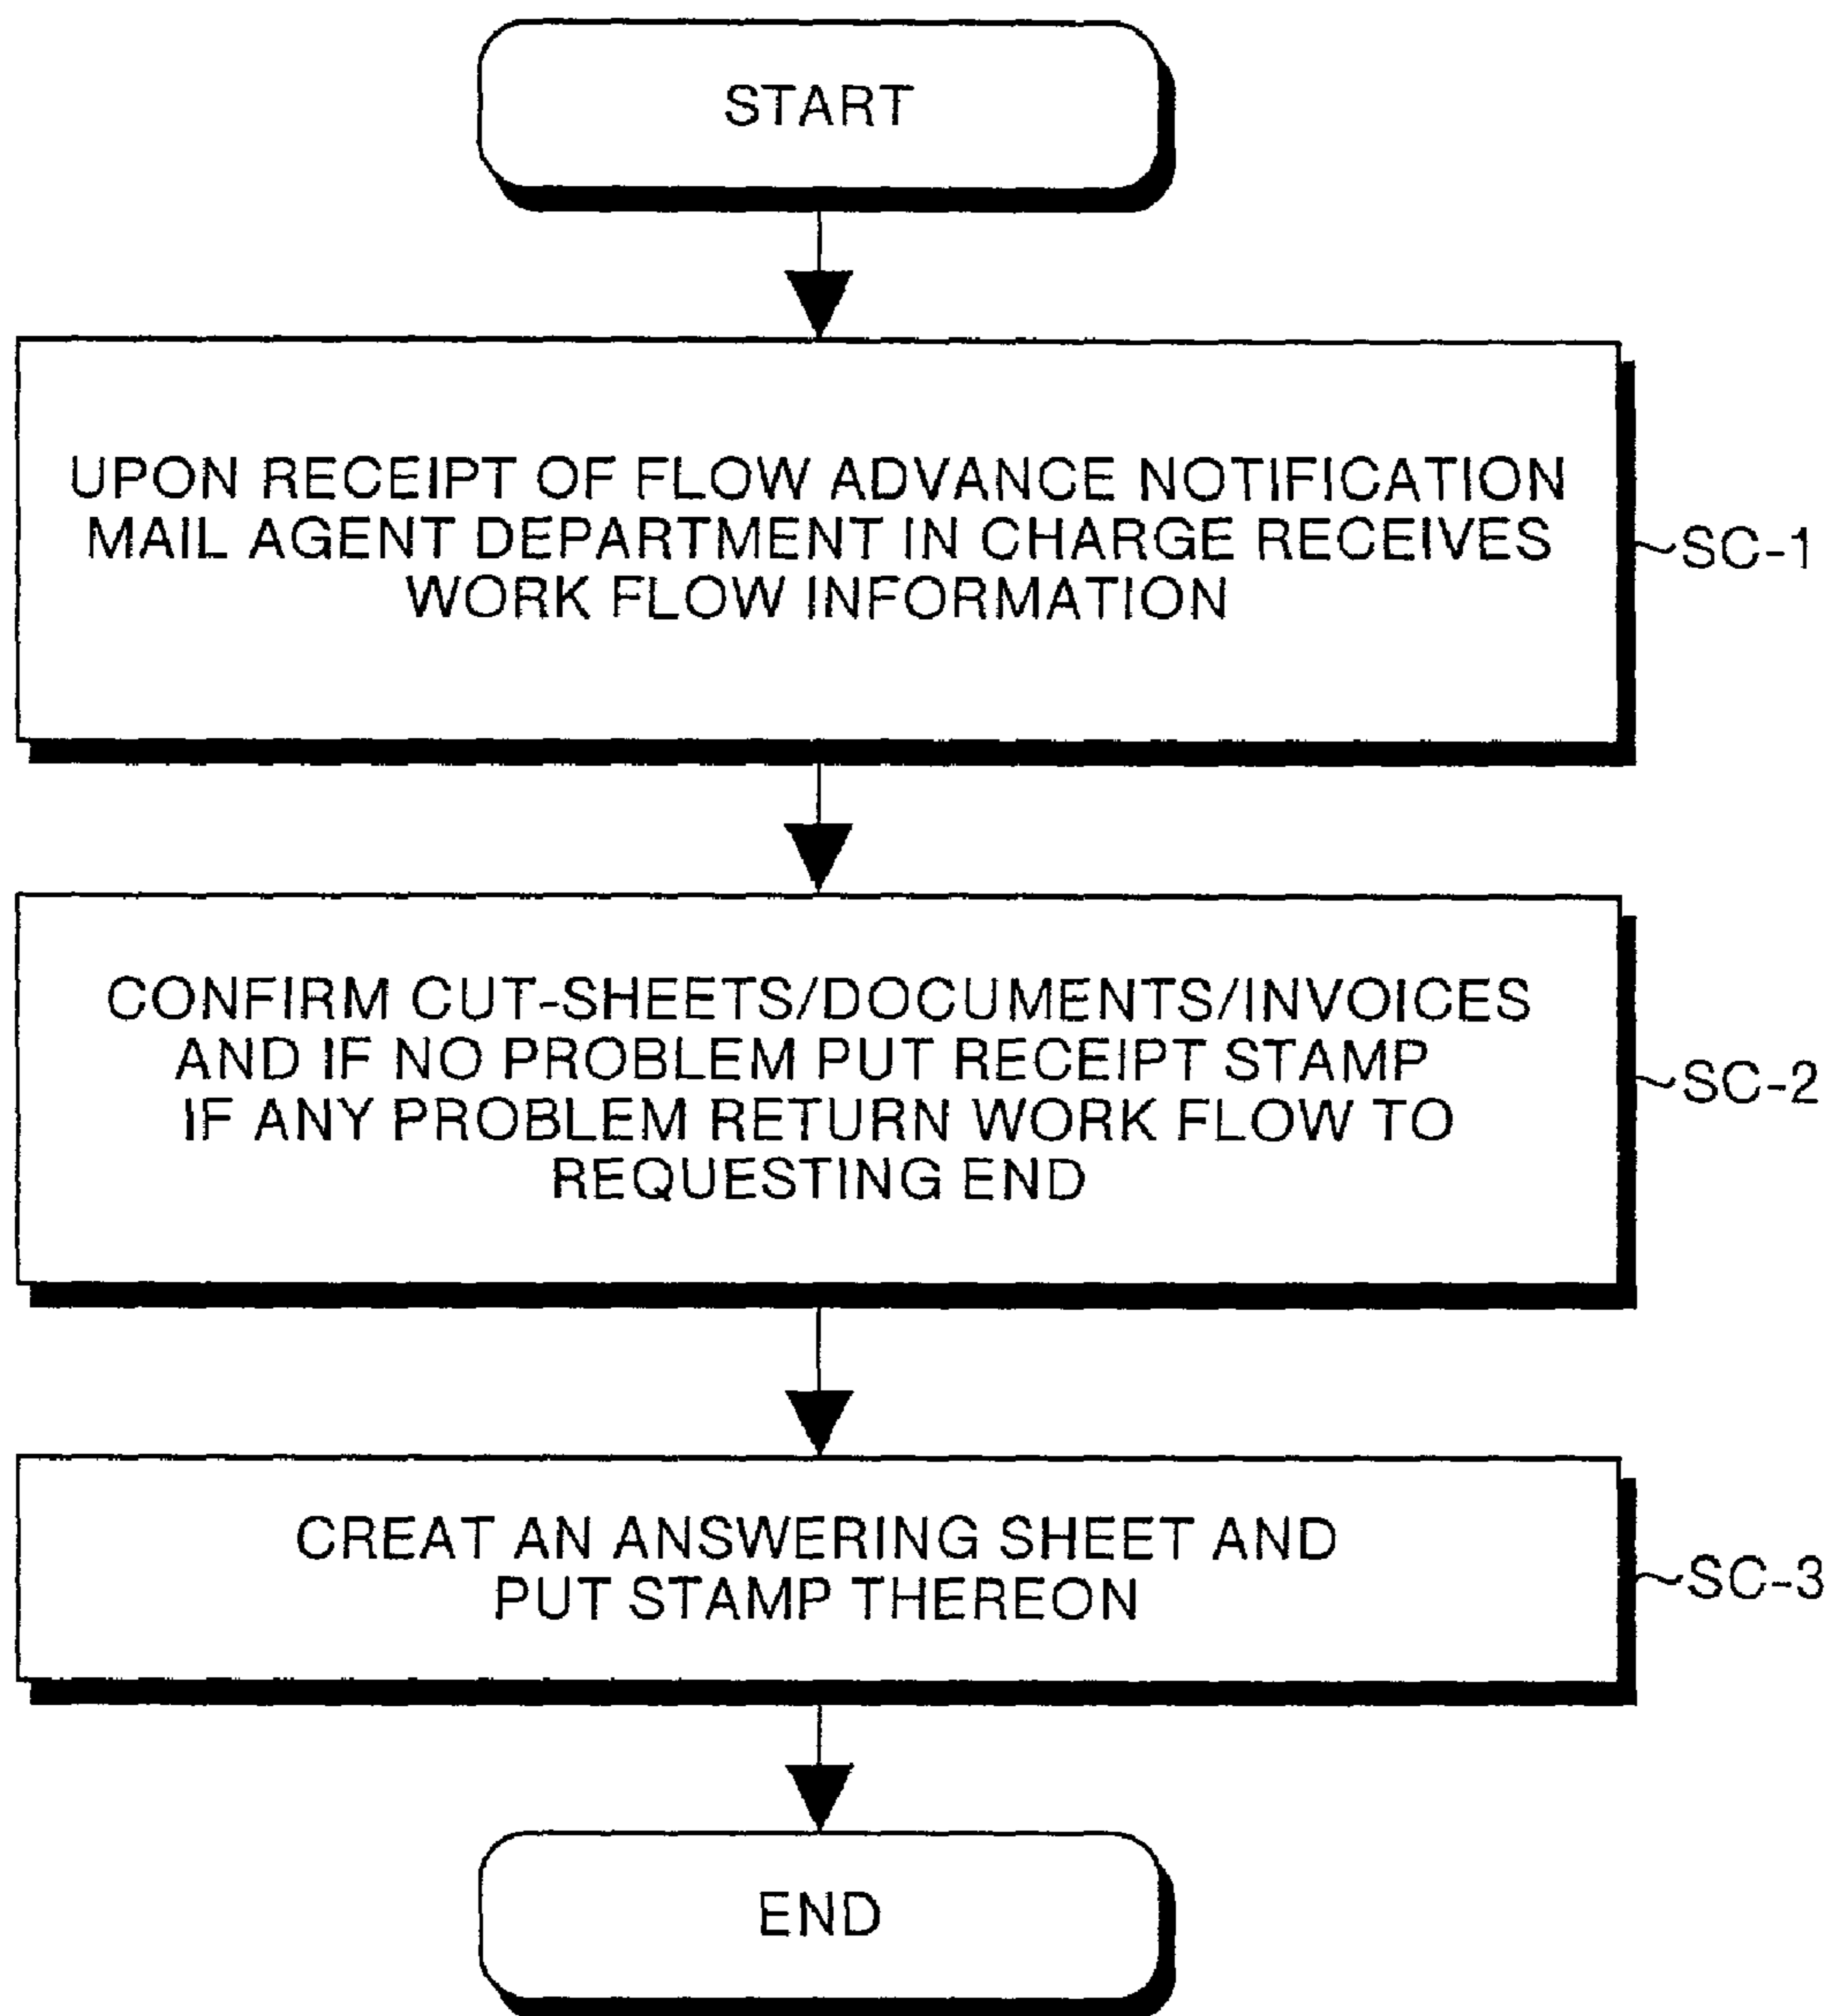 START
UPON RECEIPT OF FLOW ADVANCE NOTIFICATION
MAIL AGENT DEPARTMENT IN CHARGE RECEIVES
WORK FLOW INFORMATION
SC-1
CONFIRM CUT-SHEETS/DOCUMENTS/INVOICES
AND IF NO PROBLEM PUT RECEIPT STAMP
IF ANY PROBLEM RETURN WORK FLOW TO
REQUESTING END
SC-2
CREAT AN ANSWERING SHEET AND
PUT STAMP THEREON
SC-3
END